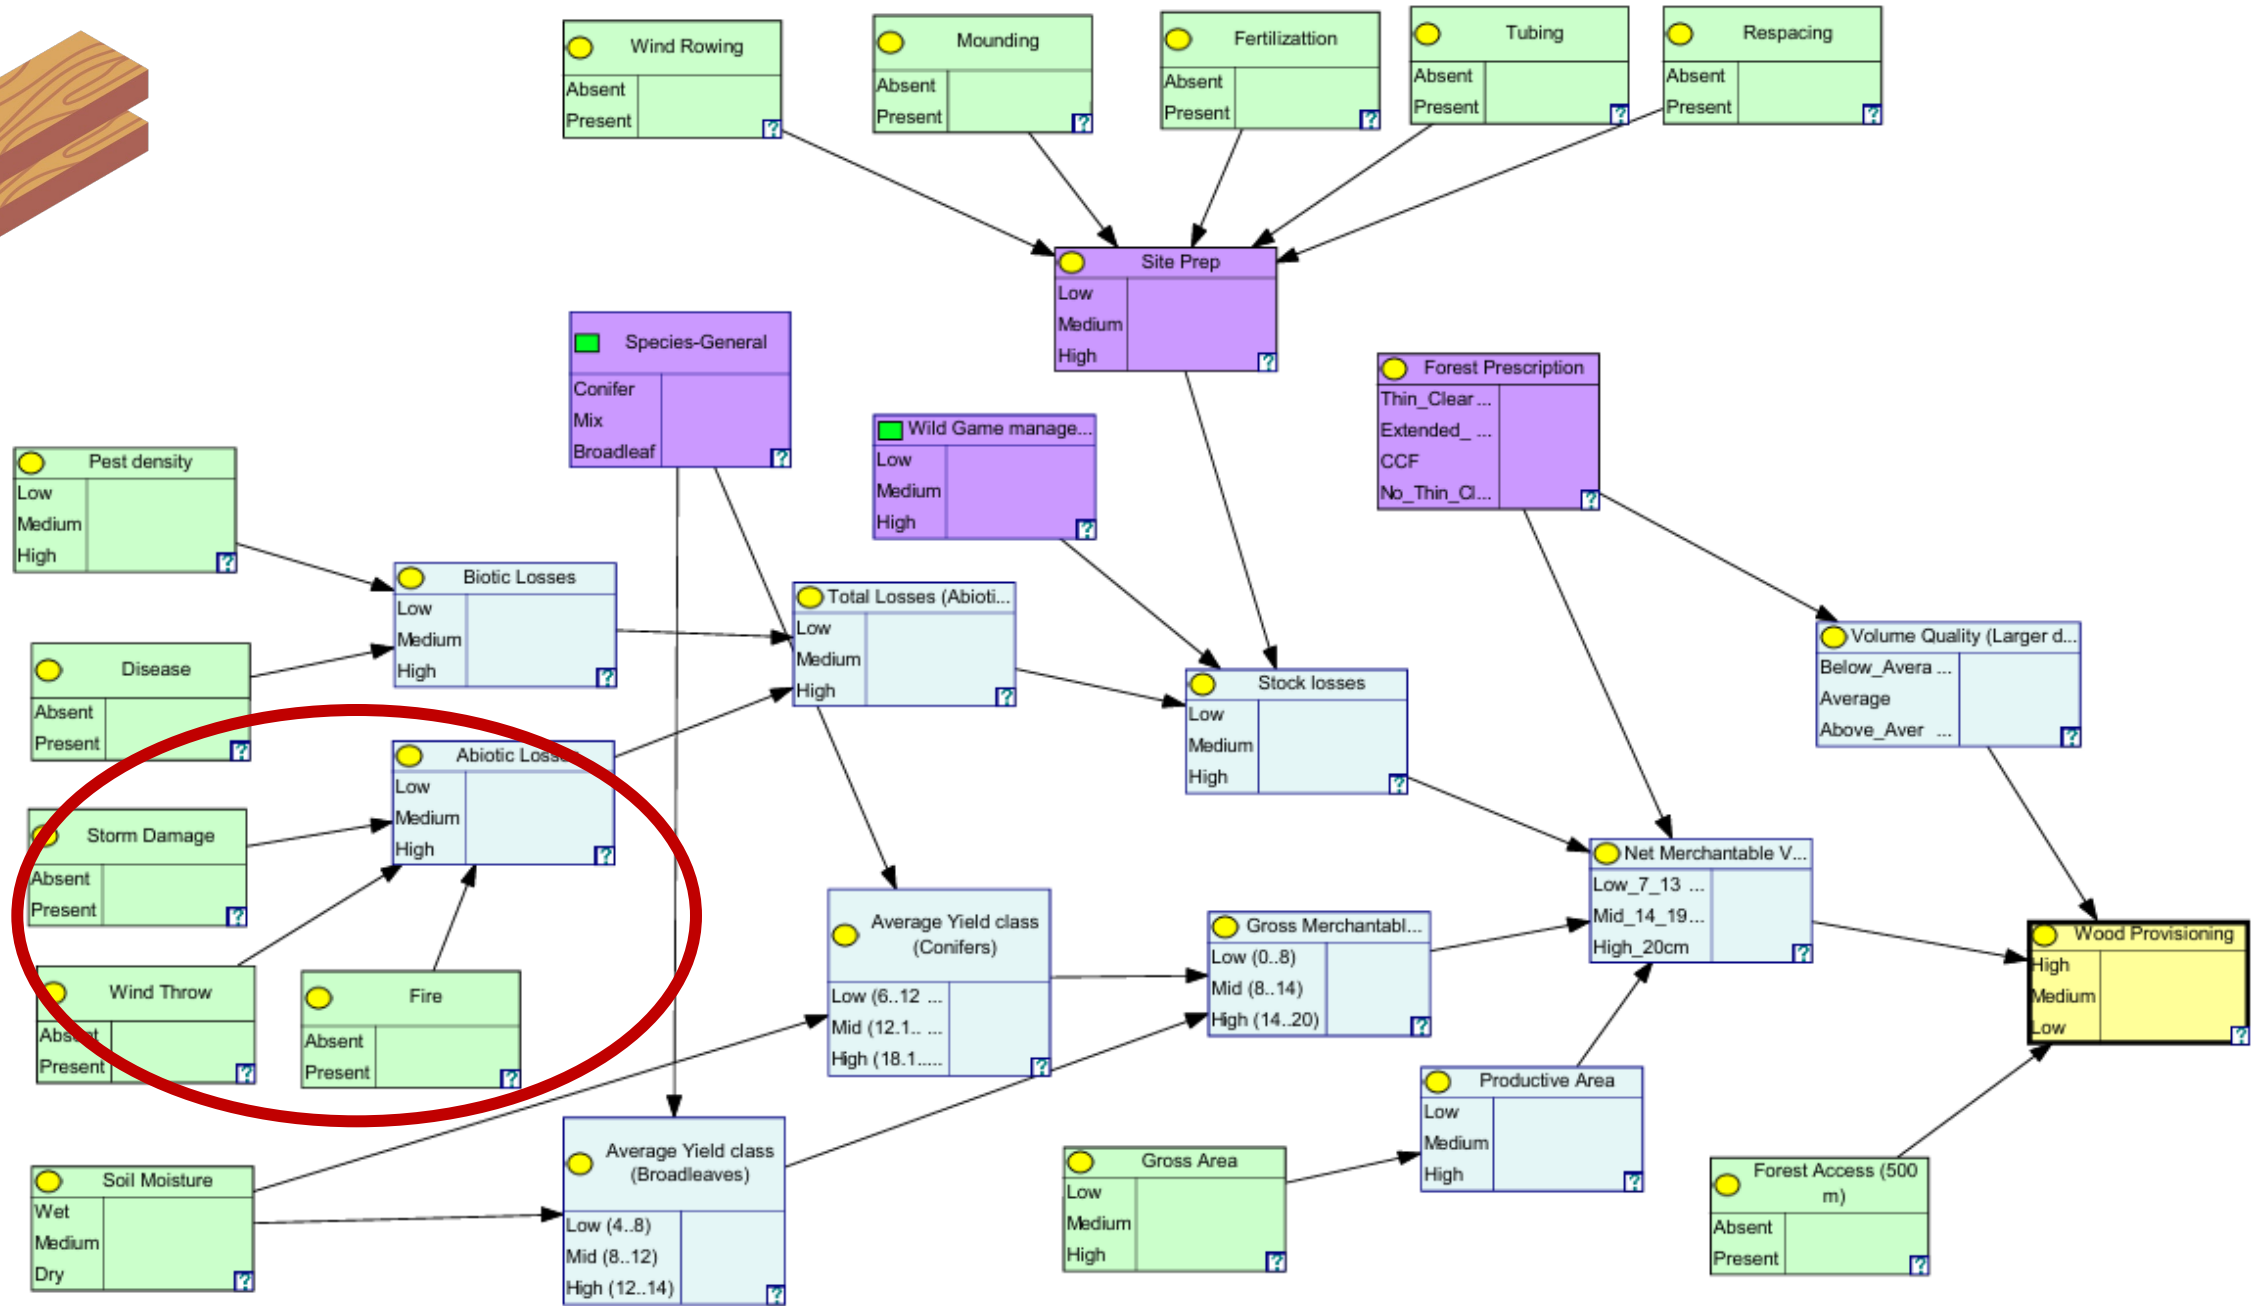 Wind Rowing
Absent
Present
?
Mounding
Absent
Present
?
Fertilizattion
Absent
Present
?
Tubing
Absent
Present
?
Respacing
Absent
Present
?
Site Prep
Low
Medium
High
?
Species-General
Conifer
Mix
Broadleaf
?
Forest Prescription
Thin_Clear ...
Extended_ ...
CCF
No_Thin_Cl...
?
Wild Game manage...
Low
Medium
High
?
Pest density
Low
Medium
High
?
Biotic Losses
Low
Medium
High
?
Total Losses (Abioti...
Low
Medium
High
?
Volume Quality (Larger d...
Below_Avera ...
Average
Above_Aver ...
?
Disease
Absent
Present
?
Stock losses
Low
Medium
High
?
Abiotic Losses
Low
Medium
High
?
Storm Damage
Absent
Present
?
Net Merchantable V...
Low_7_13 ...
Mid_14_19...
High_20cm
?
Average Yield class
(Conifers)
Low (6..12 ...
Mid (12.1.. ...
High (18.1.....
?
Gross Merchantabl...
Low (0..8)
Mid (8..14)
High (14..20)
?
Wood Provisioning
High
Medium
Low
?
Wind Throw
Absent
Present
?
Fire
Absent
Present
?
Productive Area
Low
Medium
High
?
Average Yield class
(Broadleaves)
Low (4..8)
Mid (8..12)
High (12..14)
?
Gross Area
Low
Medium
High
?
Forest Access (500
m)
Absent
Present
?
Soil Moisture
Wet
Medium
Dry
?